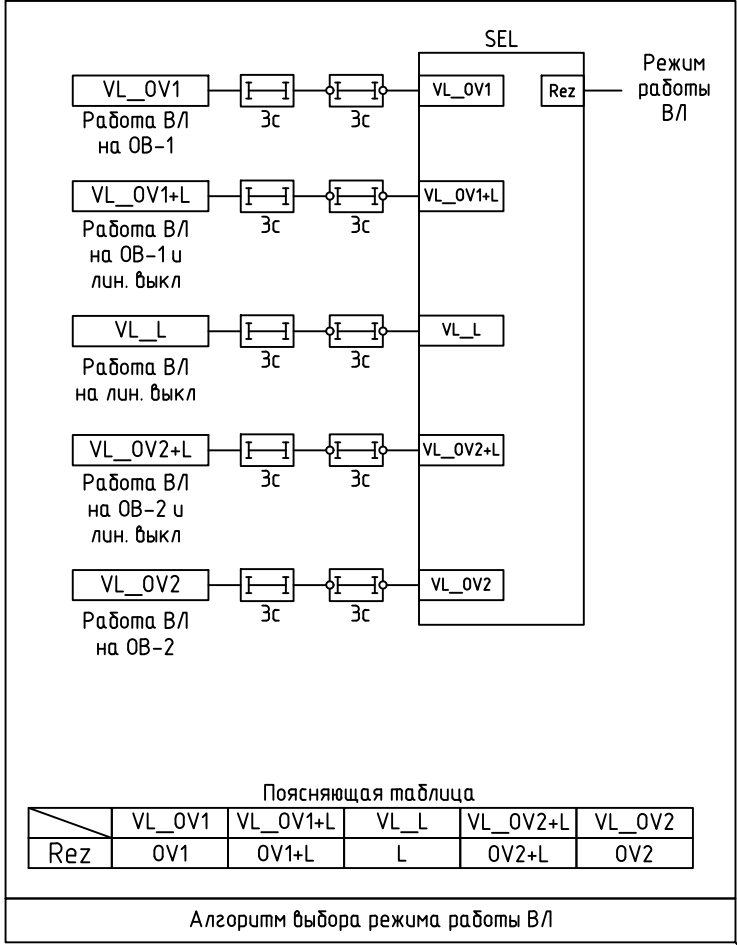 SEL
Режим
работы
ВЛ
VL_OV1
3с
3с
VL_OV1
Rez
Работа ВЛ
на ОВ-1
VL_OV1+L
3с
3с
VL_OV1+L
Работа ВЛ
на ОВ-1 и
лин. выкл
VL_L
3с
3с
VL_L
Работа ВЛ
на лин. выкл
VL_OV2+L
3с
3с
VL_OV2+L
Работа ВЛ
на ОВ-2 и
лин. выкл
VL_OV2
3с
3с
VL_OV2
Работа ВЛ
на ОВ-2
Поясняющая таблица
VL_OV1 VL_OV1+L VL_L VL_OV2+L VL_OV2
Rez OV1 OV1+L L OV2+L OV2
Алгоритм выбора режима работы ВЛ